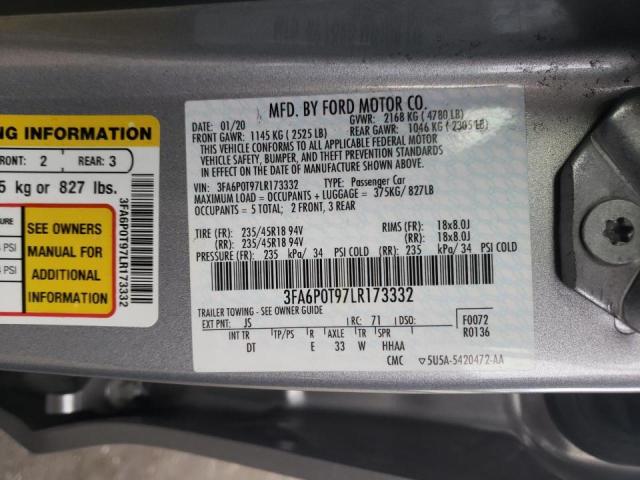 NG INFORMATION
FRONT: 2 REAR: 3
5 kg or 827 lbs.
SEE OWNERS
MANUAL FOR
ADDITIONAL
INFORMATION
PSI
PSI
3FA6P0T97LR173332
MFD. BY FORD MOTOR CO.
DATE: 01/20 GVWR: 2168 KG ( 4780 LB)
FRONT GAWR: 1145 KG ( 2525 LB) REAR GAWR: 1046 KG ( 2305 LB)
THIS VEHICLE CONFORMS TO ALL APPLICABLE FEDERAL MOTOR
VEHICLE SAFETY, BUMPER, AND THEFT PREVENTION STANDARDS
IN EFFECT ON THE DATE OF MANUFACTURE SHOWN ABOVE.
VIN: 3FA6P0T97LR173332 TYPE: Passenger Car
MAXIMUM LOAD = OCCUPANTS + LUGGAGE = 375KG/ 827LB
OCCUPANTS = 5 TOTAL: 2 FRONT, 3 REAR
TIRE (FR): 235/45R18 94V RIMS (FR): 18x8.0J
(RR): 235/45R18 94V (RR): 18x8.0J
PRESSURE (FR): 235 kPa/ 34 PSI COLD (RR): 235 kPa/ 34 PSI COLD
3FA6P0T97LR173332
TRAILER TOWING - SEE OWNER GUIDE
EXT PNT: JS RC: 71 DSO: F0072
INT TR TP/PS R AXLE TR SPR R0136
DT E 33 W HHAA
CMC 5U5A-5420472-AA